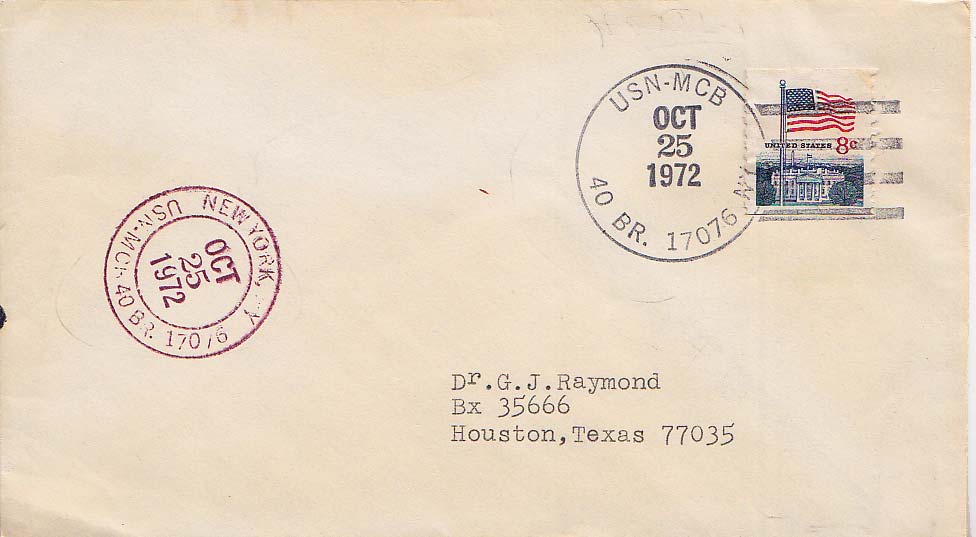 USN-MCB
OCT
25
1972
40 BR. 17076 NY
UNITED STATES 8c
NEW YORK,
USN-MCB
OCT
25
1972
40 BR. 17076
Dr.G.J.Raymond
Bx 35666
Houston,Texas 77035